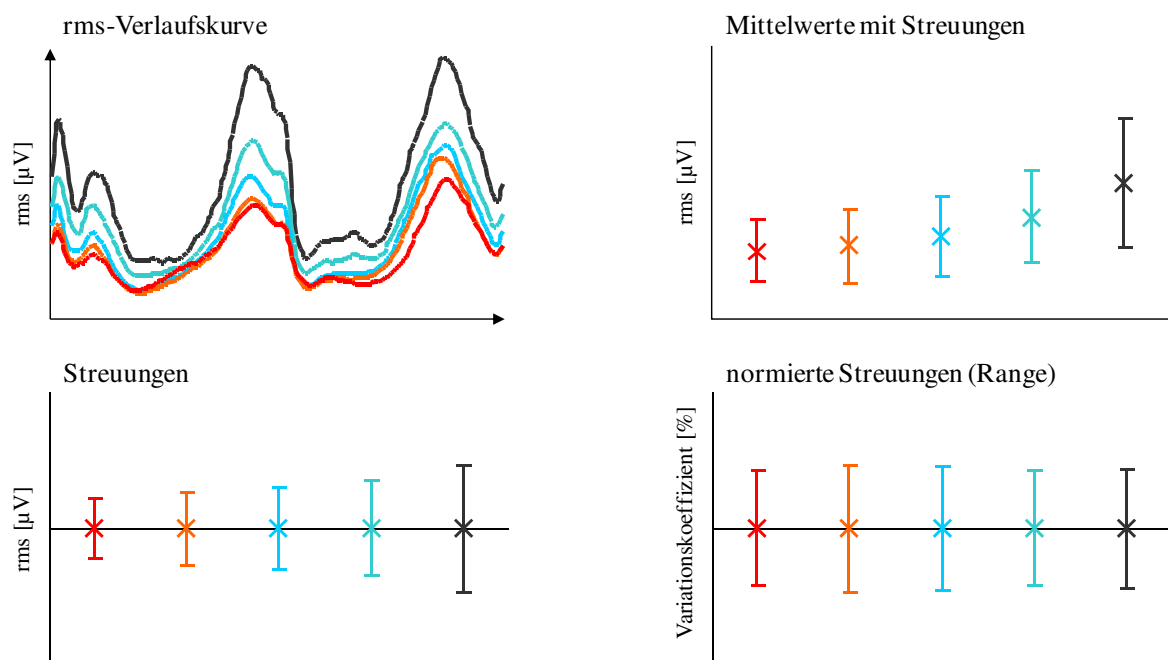 rms-Verlaufskurve
rms [µV]
Mittelwerte mit Streuungen
rms [µV]
Streuungen
rms [µV]
normierte Streuungen (Range)
Variationskoeffizient [%]